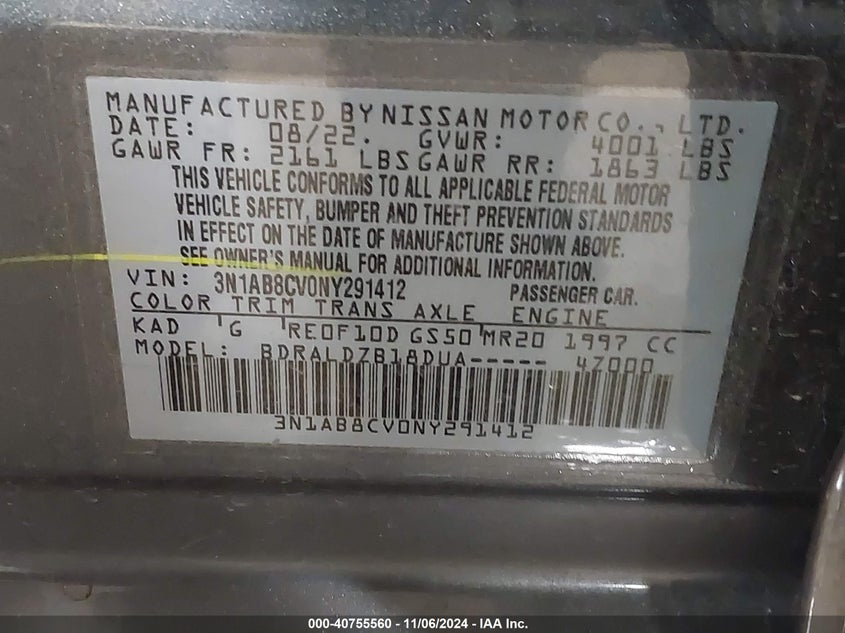 MANUFACTURED BY NISSAN MOTOR CO., LTD.
DATE: 08/22. GVWR: 4001 LBS
GAWR FR: 2161 LBS GAWR RR: 1863 LBS
THIS VEHICLE CONFORMS TO ALL APPLICABLE FEDERAL MOTOR
VEHICLE SAFETY, BUMPER AND THEFT PREVENTION STANDARDS
IN EFFECT ON THE DATE OF MANUFACTURE SHOWN ABOVE.
SEE OWNER'S MANUAL FOR ADDITIONAL INFORMATION.
VIN: 3N1AB8CV0NY291412 PASSENGER CAR.
COLOR TRIM TRANS AXLE ENGINE
KAD G RE0F10D GS50 MR20 1997 CC
MODEL: BDRALDZB18DUA----- 4Z000
3N1AB8CV0NY291412
000-40755560 - 11/06/2024 - IAA Inc.